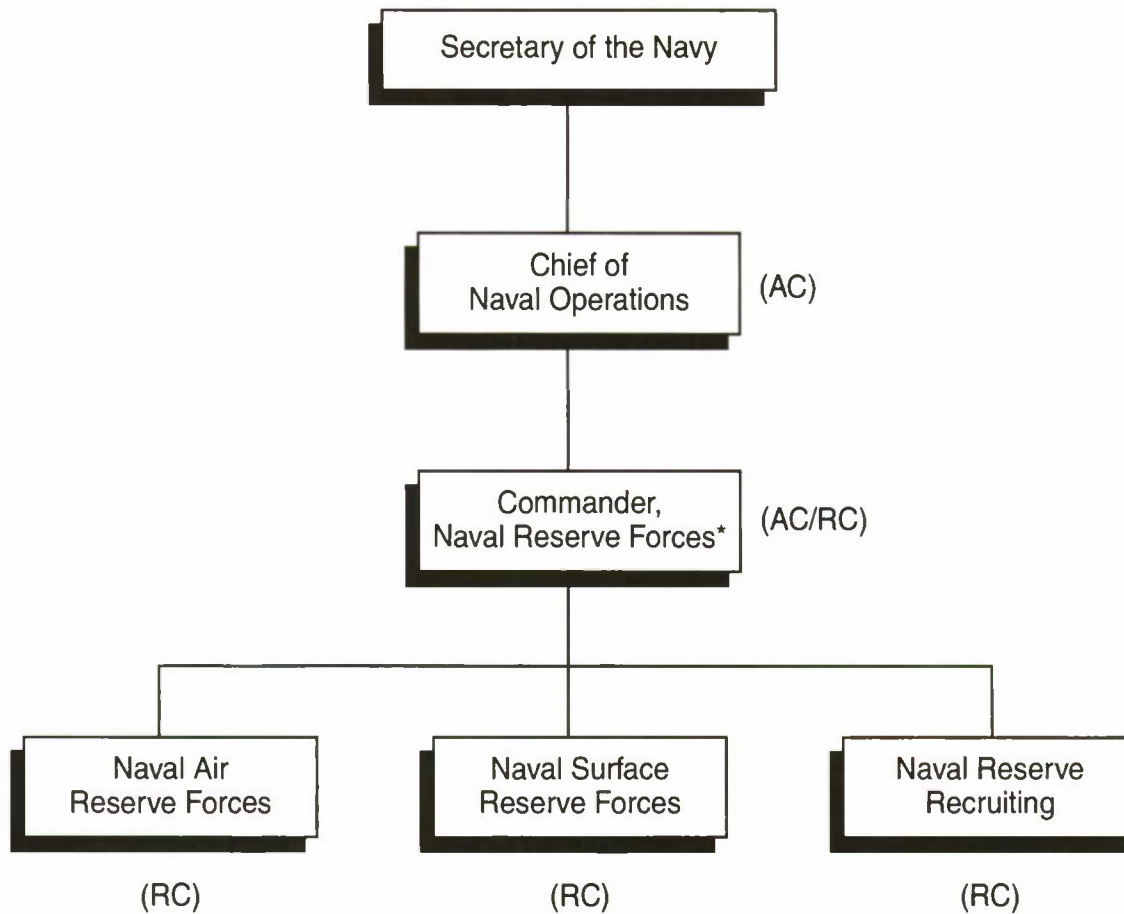 Secretary of the Navy
Chief of
Naval Operations
(AC)
Commander,
Naval Reserve Forces*
(AC/RC)
Naval Air
Reserve Forces
Naval Surface
Reserve Forces
Naval Reserve
Recruiting
(RC)
(RC)
(RC)